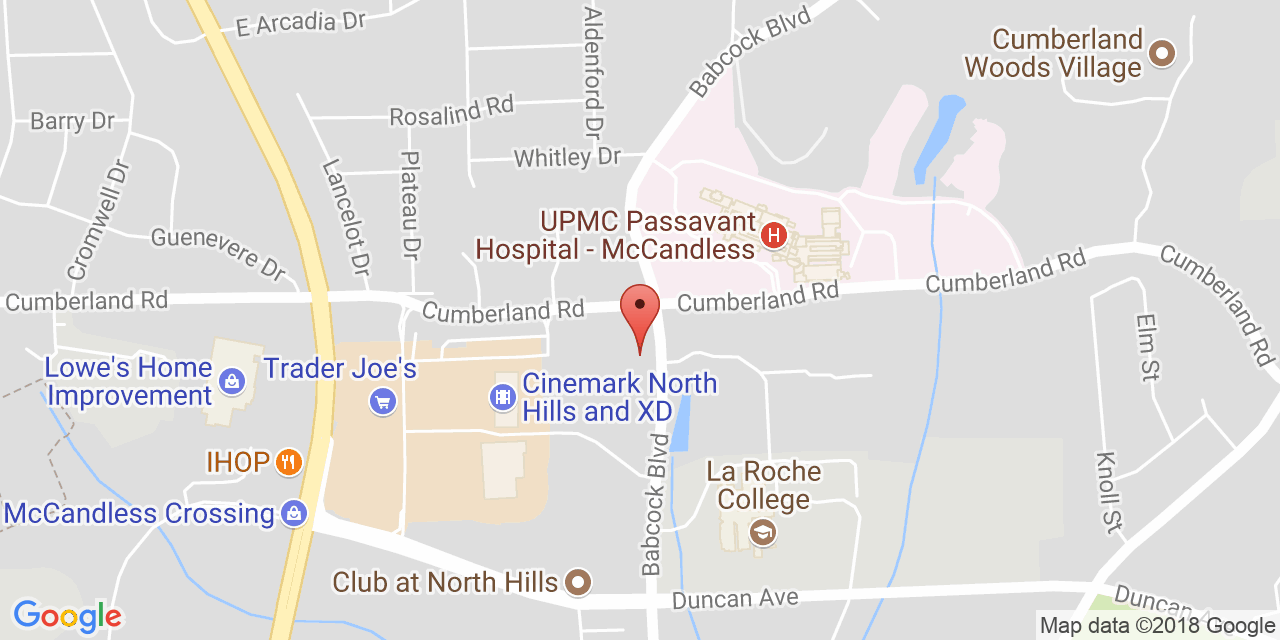 E Arcadia Dr
Aldenford Dr
Babcock Blvd
Cumberland
Woods Village
Rosalind Rd
Barry Dr
Whitley Dr
Lancelot Dr
Plateau Dr
Cromwell Dr
Guenevere Dr
UPMC Passavant
Hospital - McCandless
H
Cumberland Rd
Cumberland Rd
Cumberland Rd
Cumberland Rd
Cumberland Rd
Elm St
Lowe's Home
Improvement
Trader Joe's
Cinemark North
Hills and XD
IHOP
Babcock Blvd
La Roche
College
Knoll St
McCandless Crossing
Club at North Hills
Duncan Ave
Duncan A
Google
Map data ©2018 Google